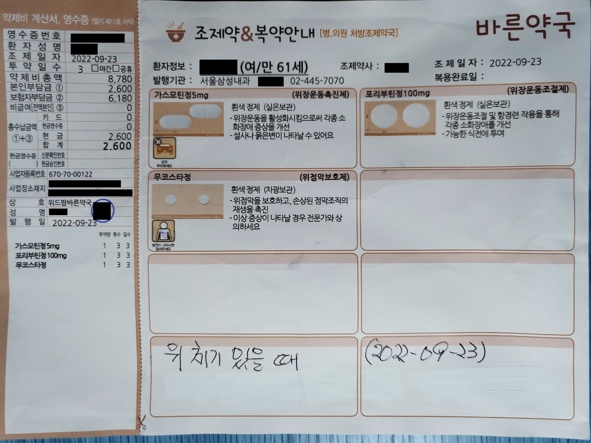 약제비 계산서, 영수증 (별지 제11호 서식)
영수증번호
환자성명
조제일자 2022-09-23
투약일수 3 □야간 □공휴
약제비총액 8,780
본인부담금 ① 2,600
보험자부담금 ② 6,180
비급여(전액본인) ③ 0
총수납금액 ①+③
카드 0
현금영수증 0
현금 2,600
합계 2,600
현금영수증
신분확인번호
현금승인번호
사업자등록번호 670-70-00122
사업장소재지
상호 위드팜바른약국
성명
발행일 2022-09-23
투약량 횟수 일수
가스모틴정5mg 1 3 3
포리부틴정100mg 1 3 3
무코스타정 1 3 3
조제약&복약안내 [병,의원 처방조제약국]
바른약국
환자정보 : (여/만 61세)
조제약사 :
조제일자 : 2022-09-23
발행기관 : 서울삼성내과 02-445-7070
복용완료일 :
가스모틴정5mg (위장운동촉진제)
흰색 정제 (실온보관)
- 위장운동을 활성화시킴으로써 각종 소화장애 증상을 개선
- 설사나 묽은변이 나타날 수 있어요
포리부틴정100mg (위장운동조절제)
흰색 정제 (실온보관)
- 위장운동조절 및 항경련 작용을 통해 각종 소화장애를 개선
- 가능한 식전에 투여
무코스타정 (위점막보호제)
흰색 정제 (차광보관)
- 위점막을 보호하고, 손상된 점막조직의 재생을 촉진
- 이상 증상이 나타날 경우 전문가와 상의하세요
위 체기 있을 때
(2022-09-23)